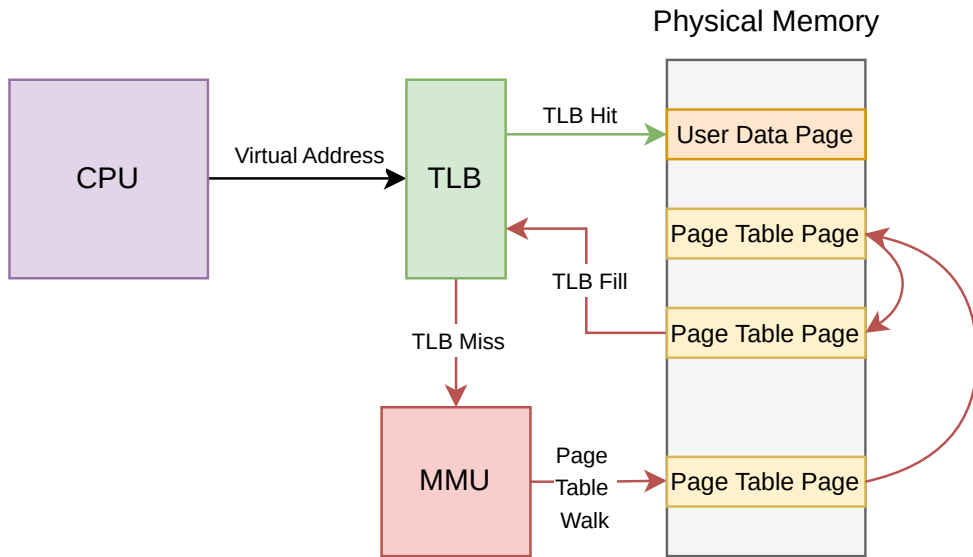 Physical Memory
CPU
Virtual Address
TLB
TLB Hit
User Data Page
Page Table Page
TLB Fill
Page Table Page
TLB Miss
MMU
Page
Table
Walk
Page Table Page